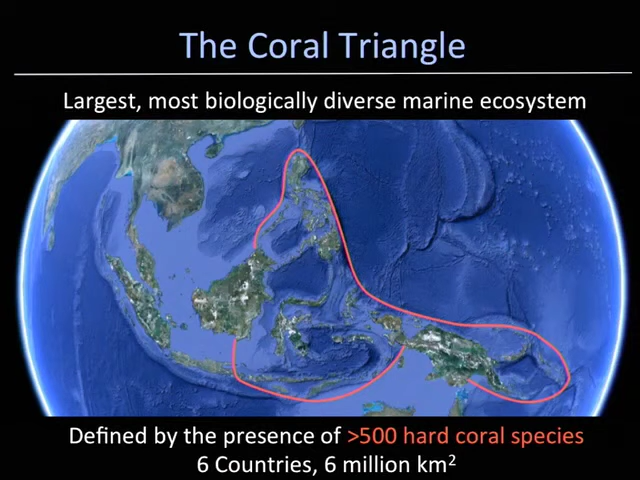 The Coral Triangle
Largest, most biologically diverse marine ecosystem
Defined by the presence of >500 hard coral species
6 Countries, 6 million km²